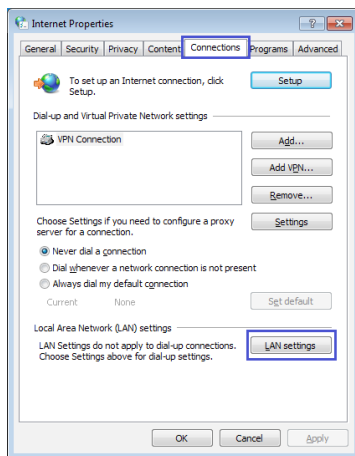 Internet Properties
General Security Privacy Content Connections Programs Advanced
To set up an Internet connection, click
Setup.
Setup
Dial-up and Virtual Private Network settings
VPN Connection
Add...
Add VPN...
Remove...
Choose Settings if you need to configure a proxy
server for a connection.
Settings
Never dial a connection
Dial whenever a network connection is not present
Always dial my default connection
Current None
Set default
Local Area Network (LAN) settings
LAN Settings do not apply to dial-up connections.
Choose Settings above for dial-up settings.
LAN settings
OK Cancel Apply